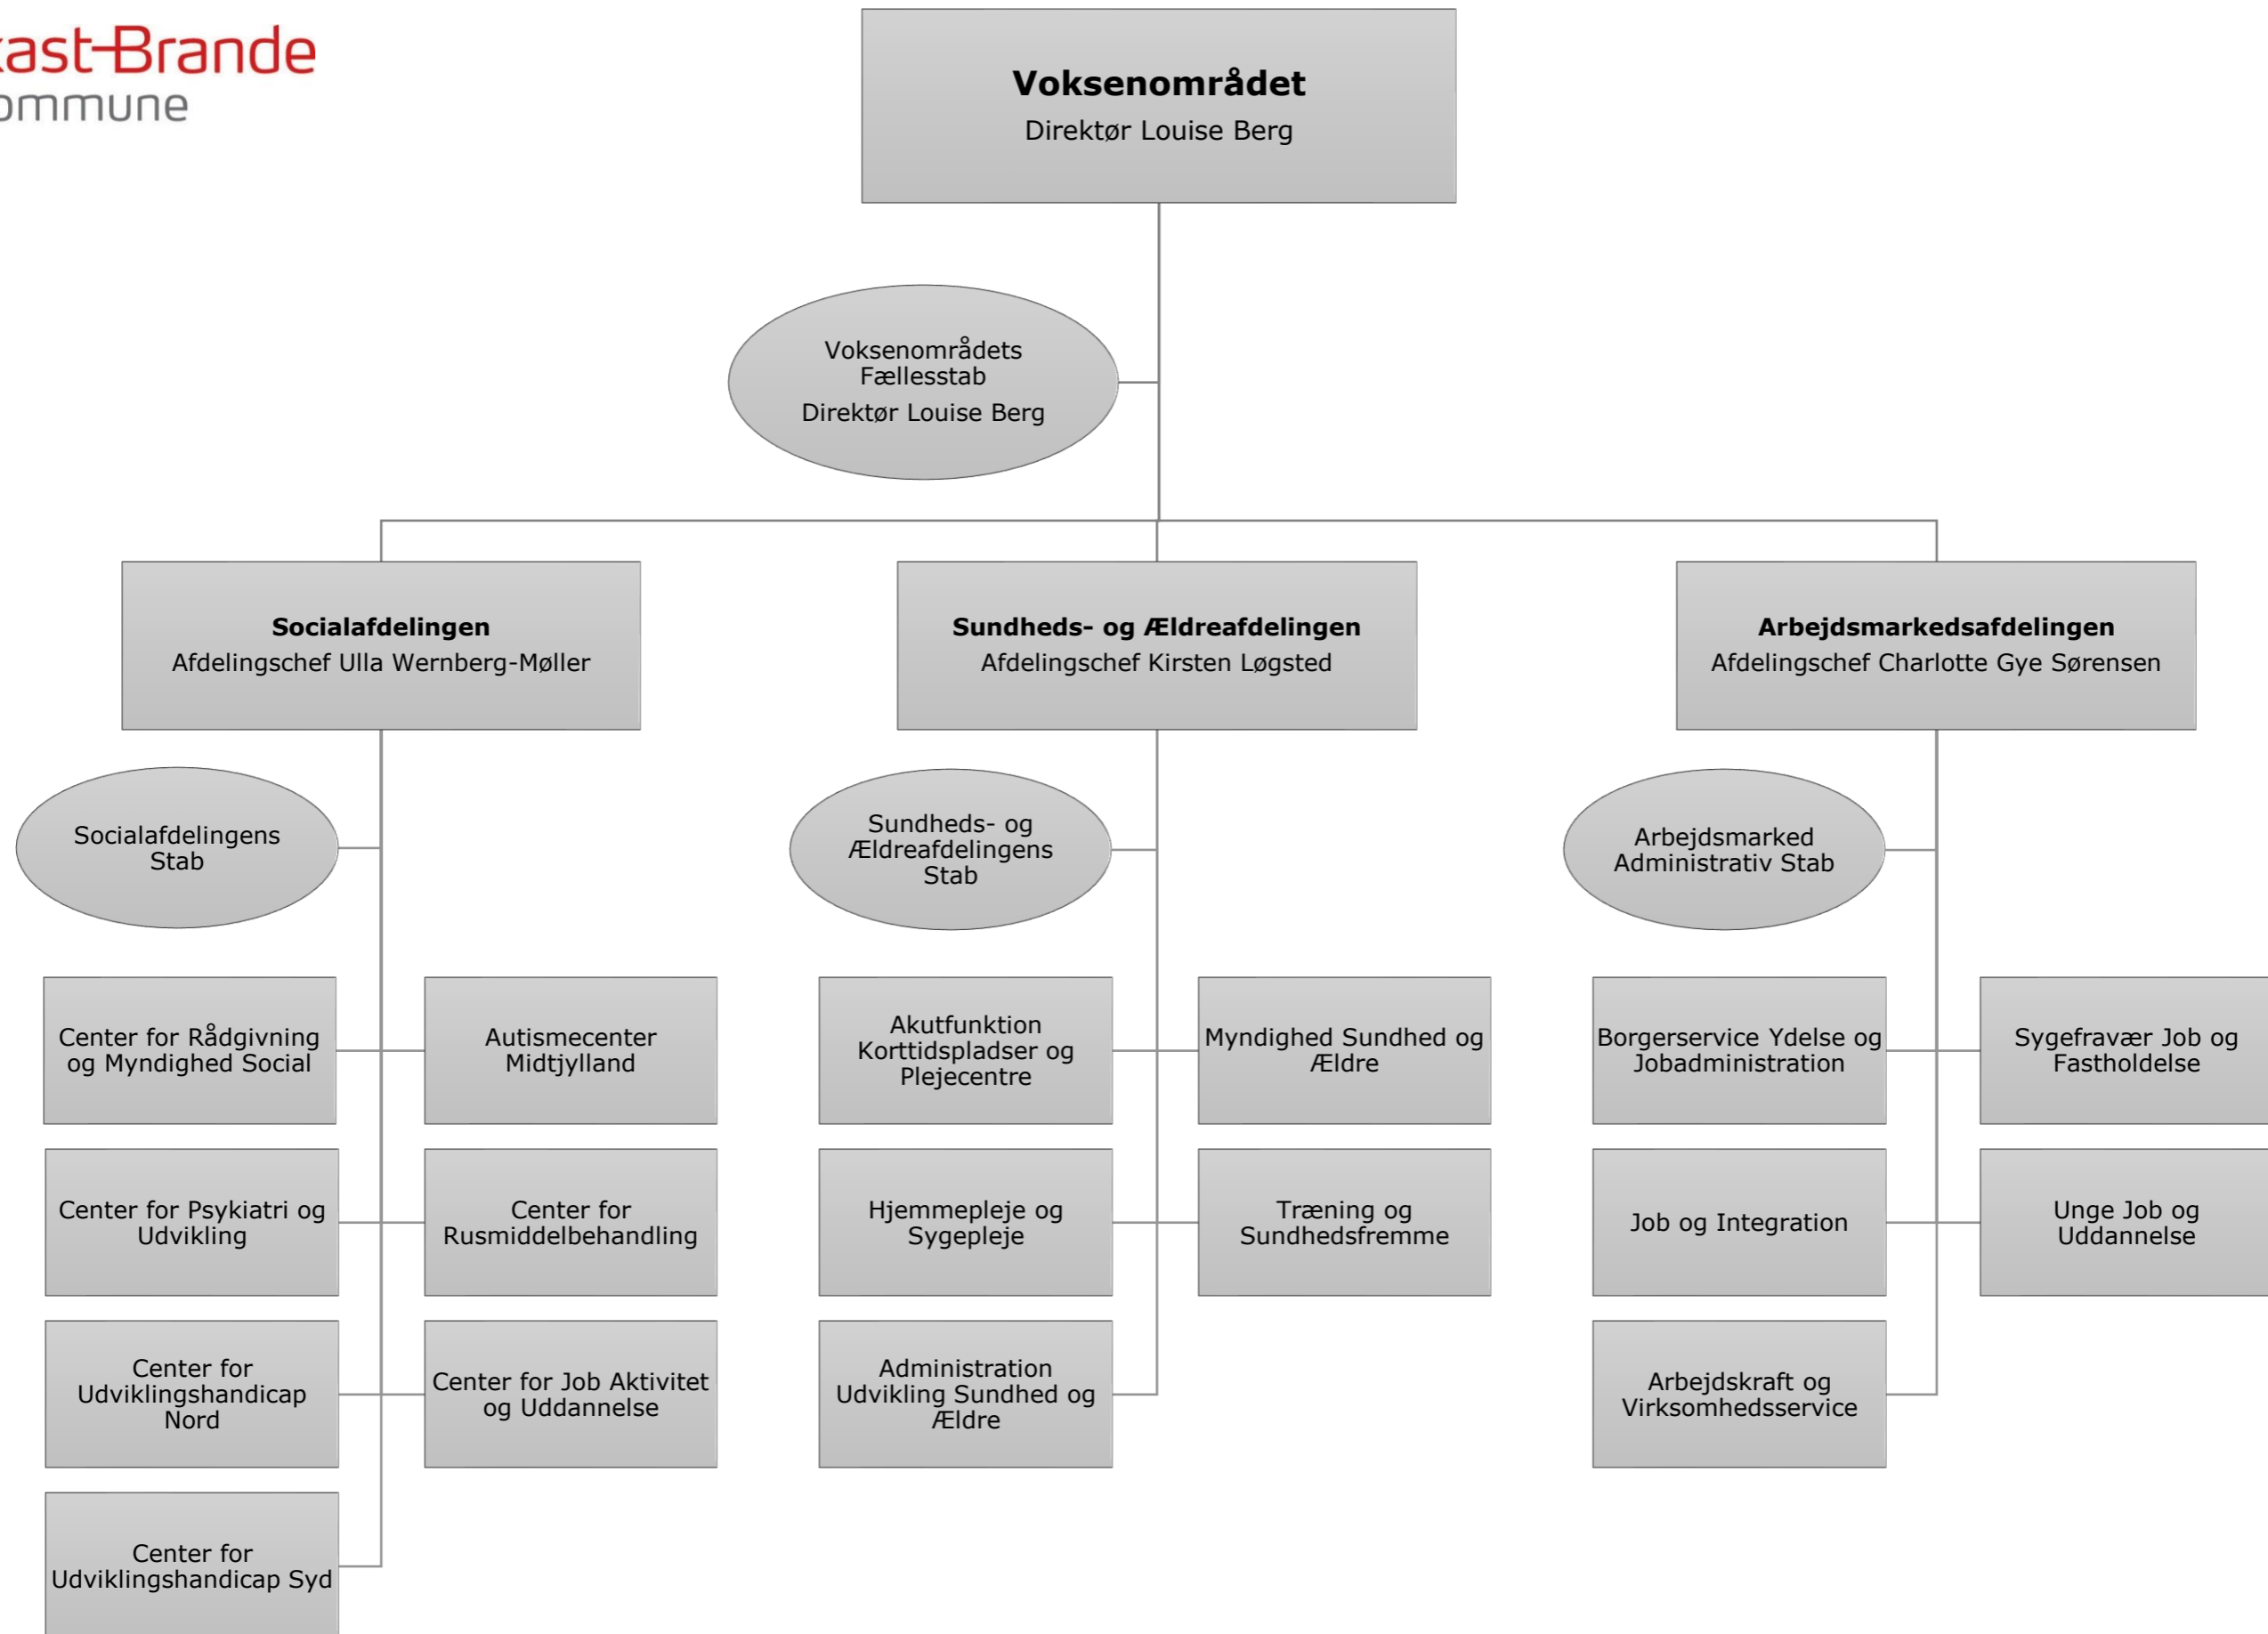 kast-Brande
ommune
Voksenområdet
Direktør Louise Berg
Voksenområdets
Fællesstab
Direktør Louise Berg
Socialafdelingen
Afdelingschef Ulla Wernberg-Møller
Sundheds- og Ældreafdelingen
Afdelingschef Kirsten Løgsted
Arbejdsmarkedsafdelingen
Afdelingschef Charlotte Gye Sørensen
Socialafdelingens
Stab
Sundheds- og
Ældreafdelingens
Stab
Arbejdsmarked
Administrativ Stab
Center for Rådgivning
og Myndighed Social
Autismecenter
Midtjylland
Akutfunktion
Korttidspladser og
Plejecentre
Myndighed Sundhed og
Ældre
Borgerservice Ydelse og
Jobadministration
Sygefravær Job og
Fastholdelse
Center for Psykiatri og
Udvikling
Center for
Rusmiddelbehandling
Hjemmepleje og
Sygepleje
Træning og
Sundhedsfremme
Job og Integration
Unge Job og
Uddannelse
Center for
Udviklingshandicap
Nord
Center for Job Aktivitet
og Uddannelse
Administration
Udvikling Sundhed og
Ældre
Arbejdskraft og
Virksomhedsservice
Center for
Udviklingshandicap Syd